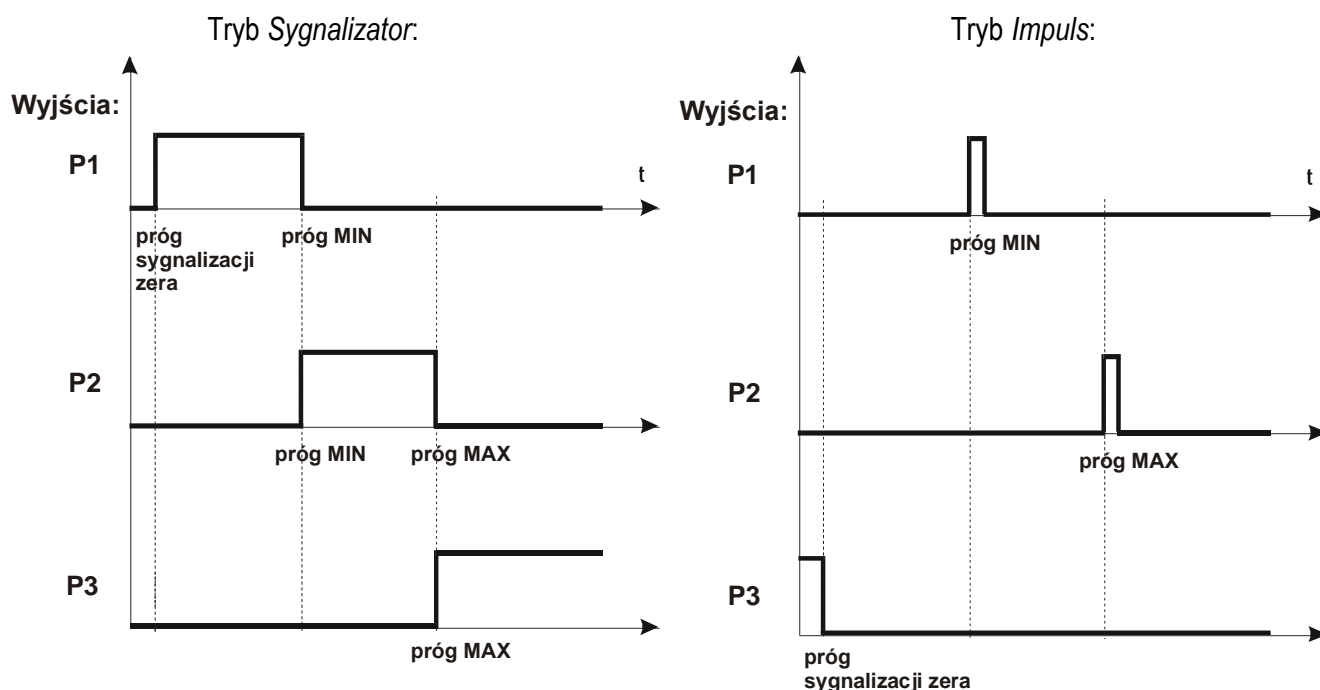 Tryb Sygnalizator:
Wyjścia:
P1
t
próg
sygnalizacji
zera
próg MIN
P2
próg MIN
próg MAX
P3
próg MAX
Tryb Impuls:
Wyjścia:
P1
t
próg MIN
P2
próg MAX
P3
próg
sygnalizacji zera